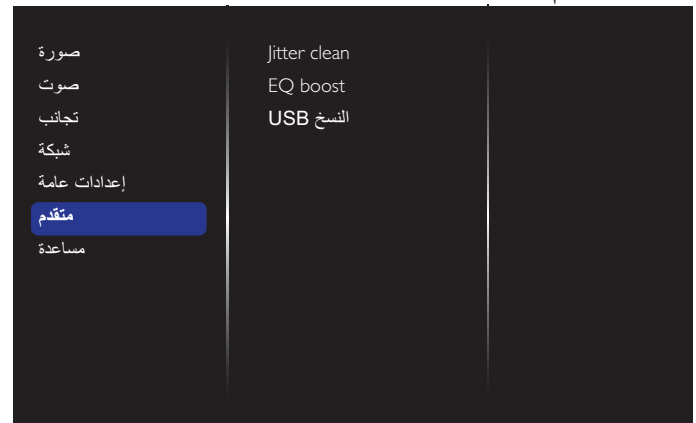 صورة
صوت
تجانب
شبكة
إعدادات عامة
متقدم
مساعدة
Jitter clean
EQ boost
النسخ USB